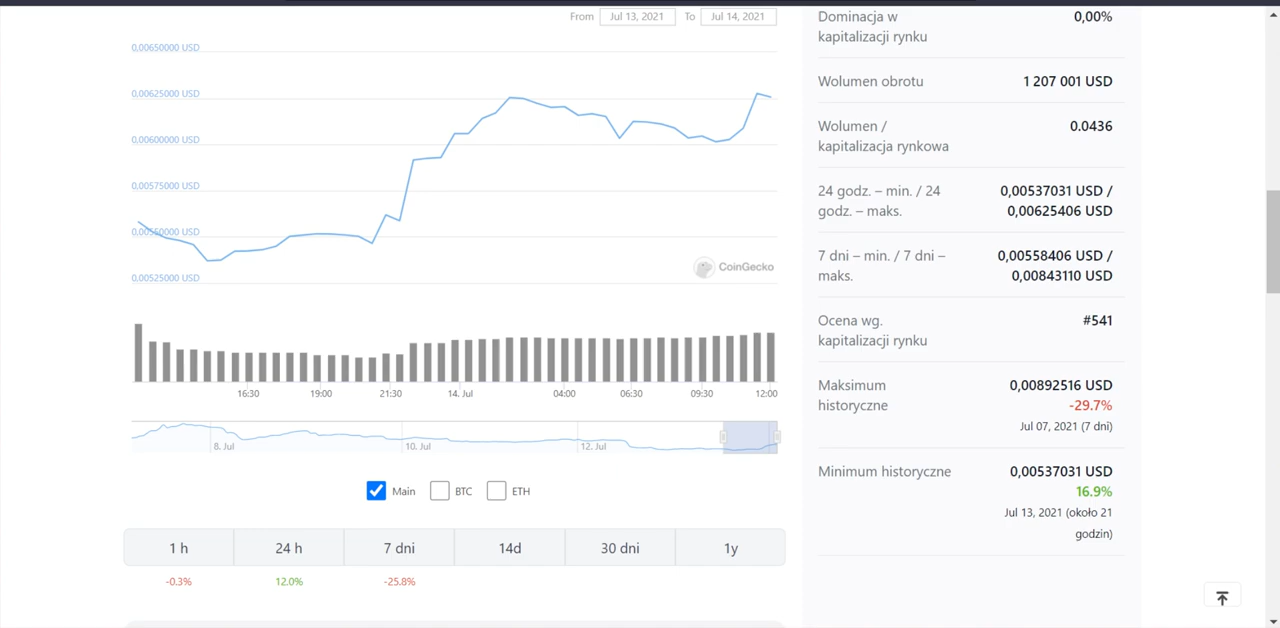 From Jul 13, 2021 To Jul 14, 2021
0,00650000 USD
0,00625000 USD
0,00600000 USD
0,00575000 USD
0,00550000 USD
0,00525000 USD
CoinGecko
16:30 19:00 21:30 14. Jul 04:00 06:30 09:30 12:00
8. Jul 10. Jul 12. Jul
Main BTC ETH
1 h 24 h 7 dni 14d 30 dni 1y
-0.3% 12.0% -25.8%
Dominacja w
kapitalizacji rynku
0,00%
Wolumen obrotu
1 207 001 USD
Wolumen /
kapitalizacja rynkowa
0.0436
24 godz. – min. / 24
godz. – maks.
0,00537031 USD /
0,00625406 USD
7 dni – min. / 7 dni –
maks.
0,00558406 USD /
0,00843110 USD
Ocena wg.
kapitalizacji rynku
#541
Maksimum
historyczne
0,00892516 USD
-29.7%
Jul 07, 2021 (7 dni)
Minimum historyczne
0,00537031 USD
16.9%
Jul 13, 2021 (około 21
godzin)